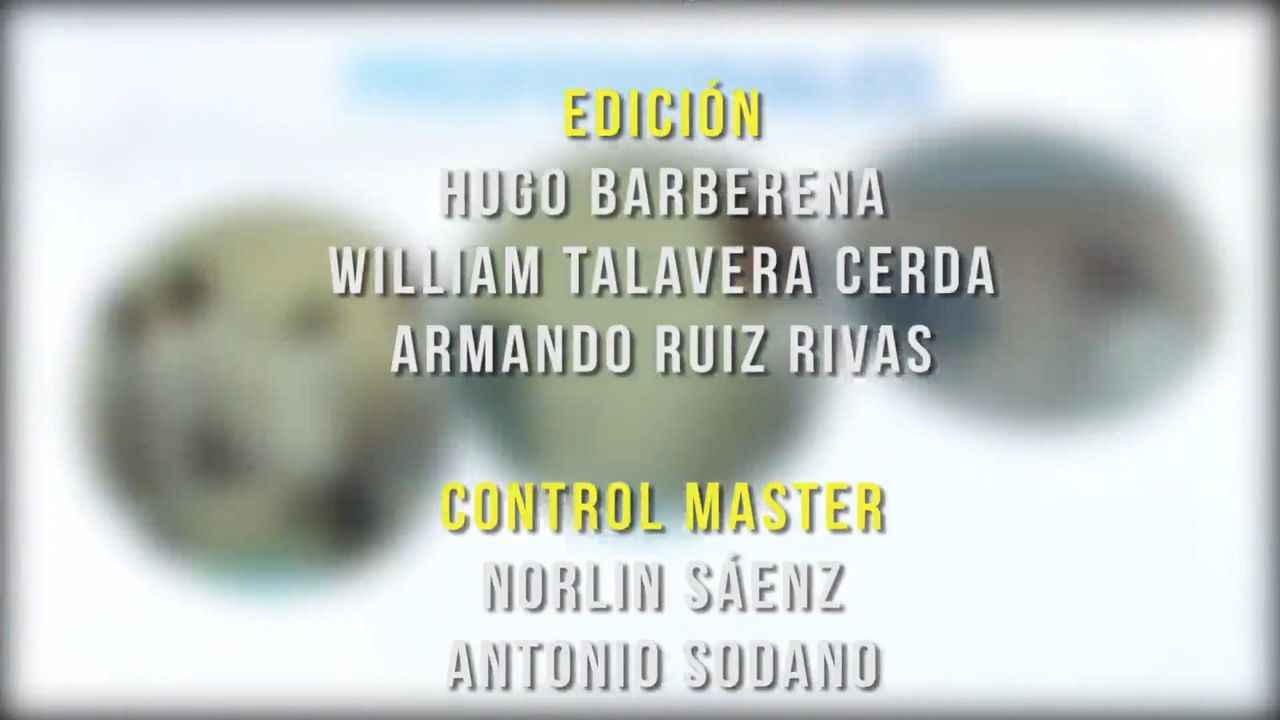 EDICIÓN
HUGO BARBERENA
WILLIAM TALAVERA CERDA
ARMANDO RUIZ RIVAS
CONTROL MASTER
NORLIN SÁENZ
ANTONIO SODANO